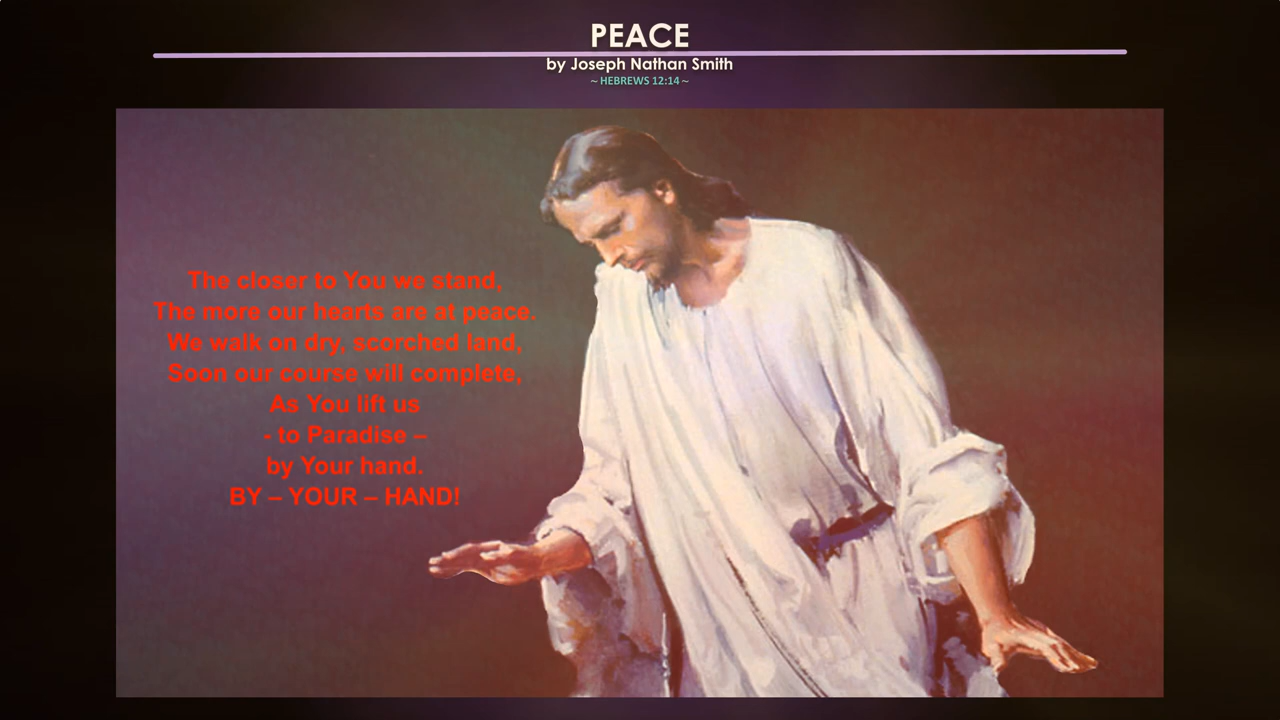 PEACE
by Joseph Nathan Smith
~ HEBREWS 12:14 ~
The closer to You we stand,
The more our hearts are at peace.
We walk on dry, scorched land,
Soon our course will complete,
As You lift us
- to Paradise –
by Your hand.
BY – YOUR – HAND!